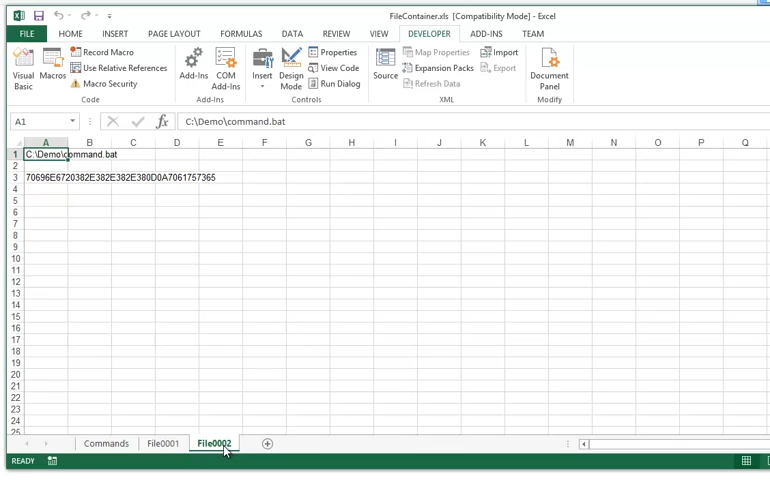 FileContainer.xls [Compatibility Mode] - Excel
FILE HOME INSERT PAGE LAYOUT FORMULAS DATA REVIEW VIEW DEVELOPER ADD-INS TEAM
Visual Basic
Macros
Record Macro
Use Relative References
Macro Security
Code
Add-Ins
COM Add-Ins
Add-Ins
Insert
Design Mode
Properties
View Code
Run Dialog
Controls
Source
Map Properties
Expansion Packs
Refresh Data
Import
Export
XML
Document Panel
Modify
A1 fx C:\Demo\command.bat
A B C D E F G H I J K L M N O P Q
1 C:\Demo\command.bat
2
3 70696E6720382E382E382E380D0A7061757365
4
5
6
7
8
9
10
11
12
13
14
15
16
17
18
19
20
21
22
23
24
25
Commands File0001 File0002
READY